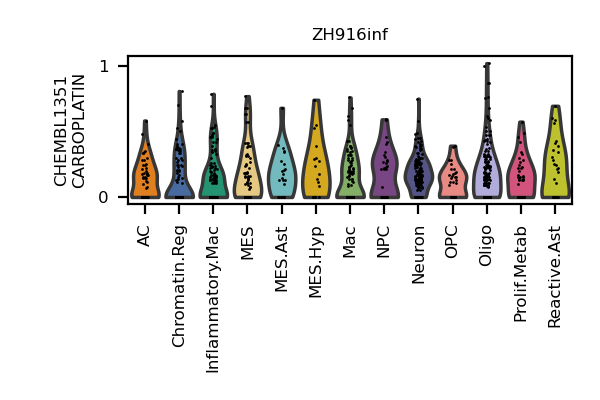 ZH916inf
CHEMBL1351
CARBOPLATIN
1
0
AC
Chromatin.Reg
Inflammatory.Mac
MES
MES.Ast
MES.Hyp
Mac
NPC
Neuron
OPC
Oligo
Prolif.Metab
Reactive.Ast